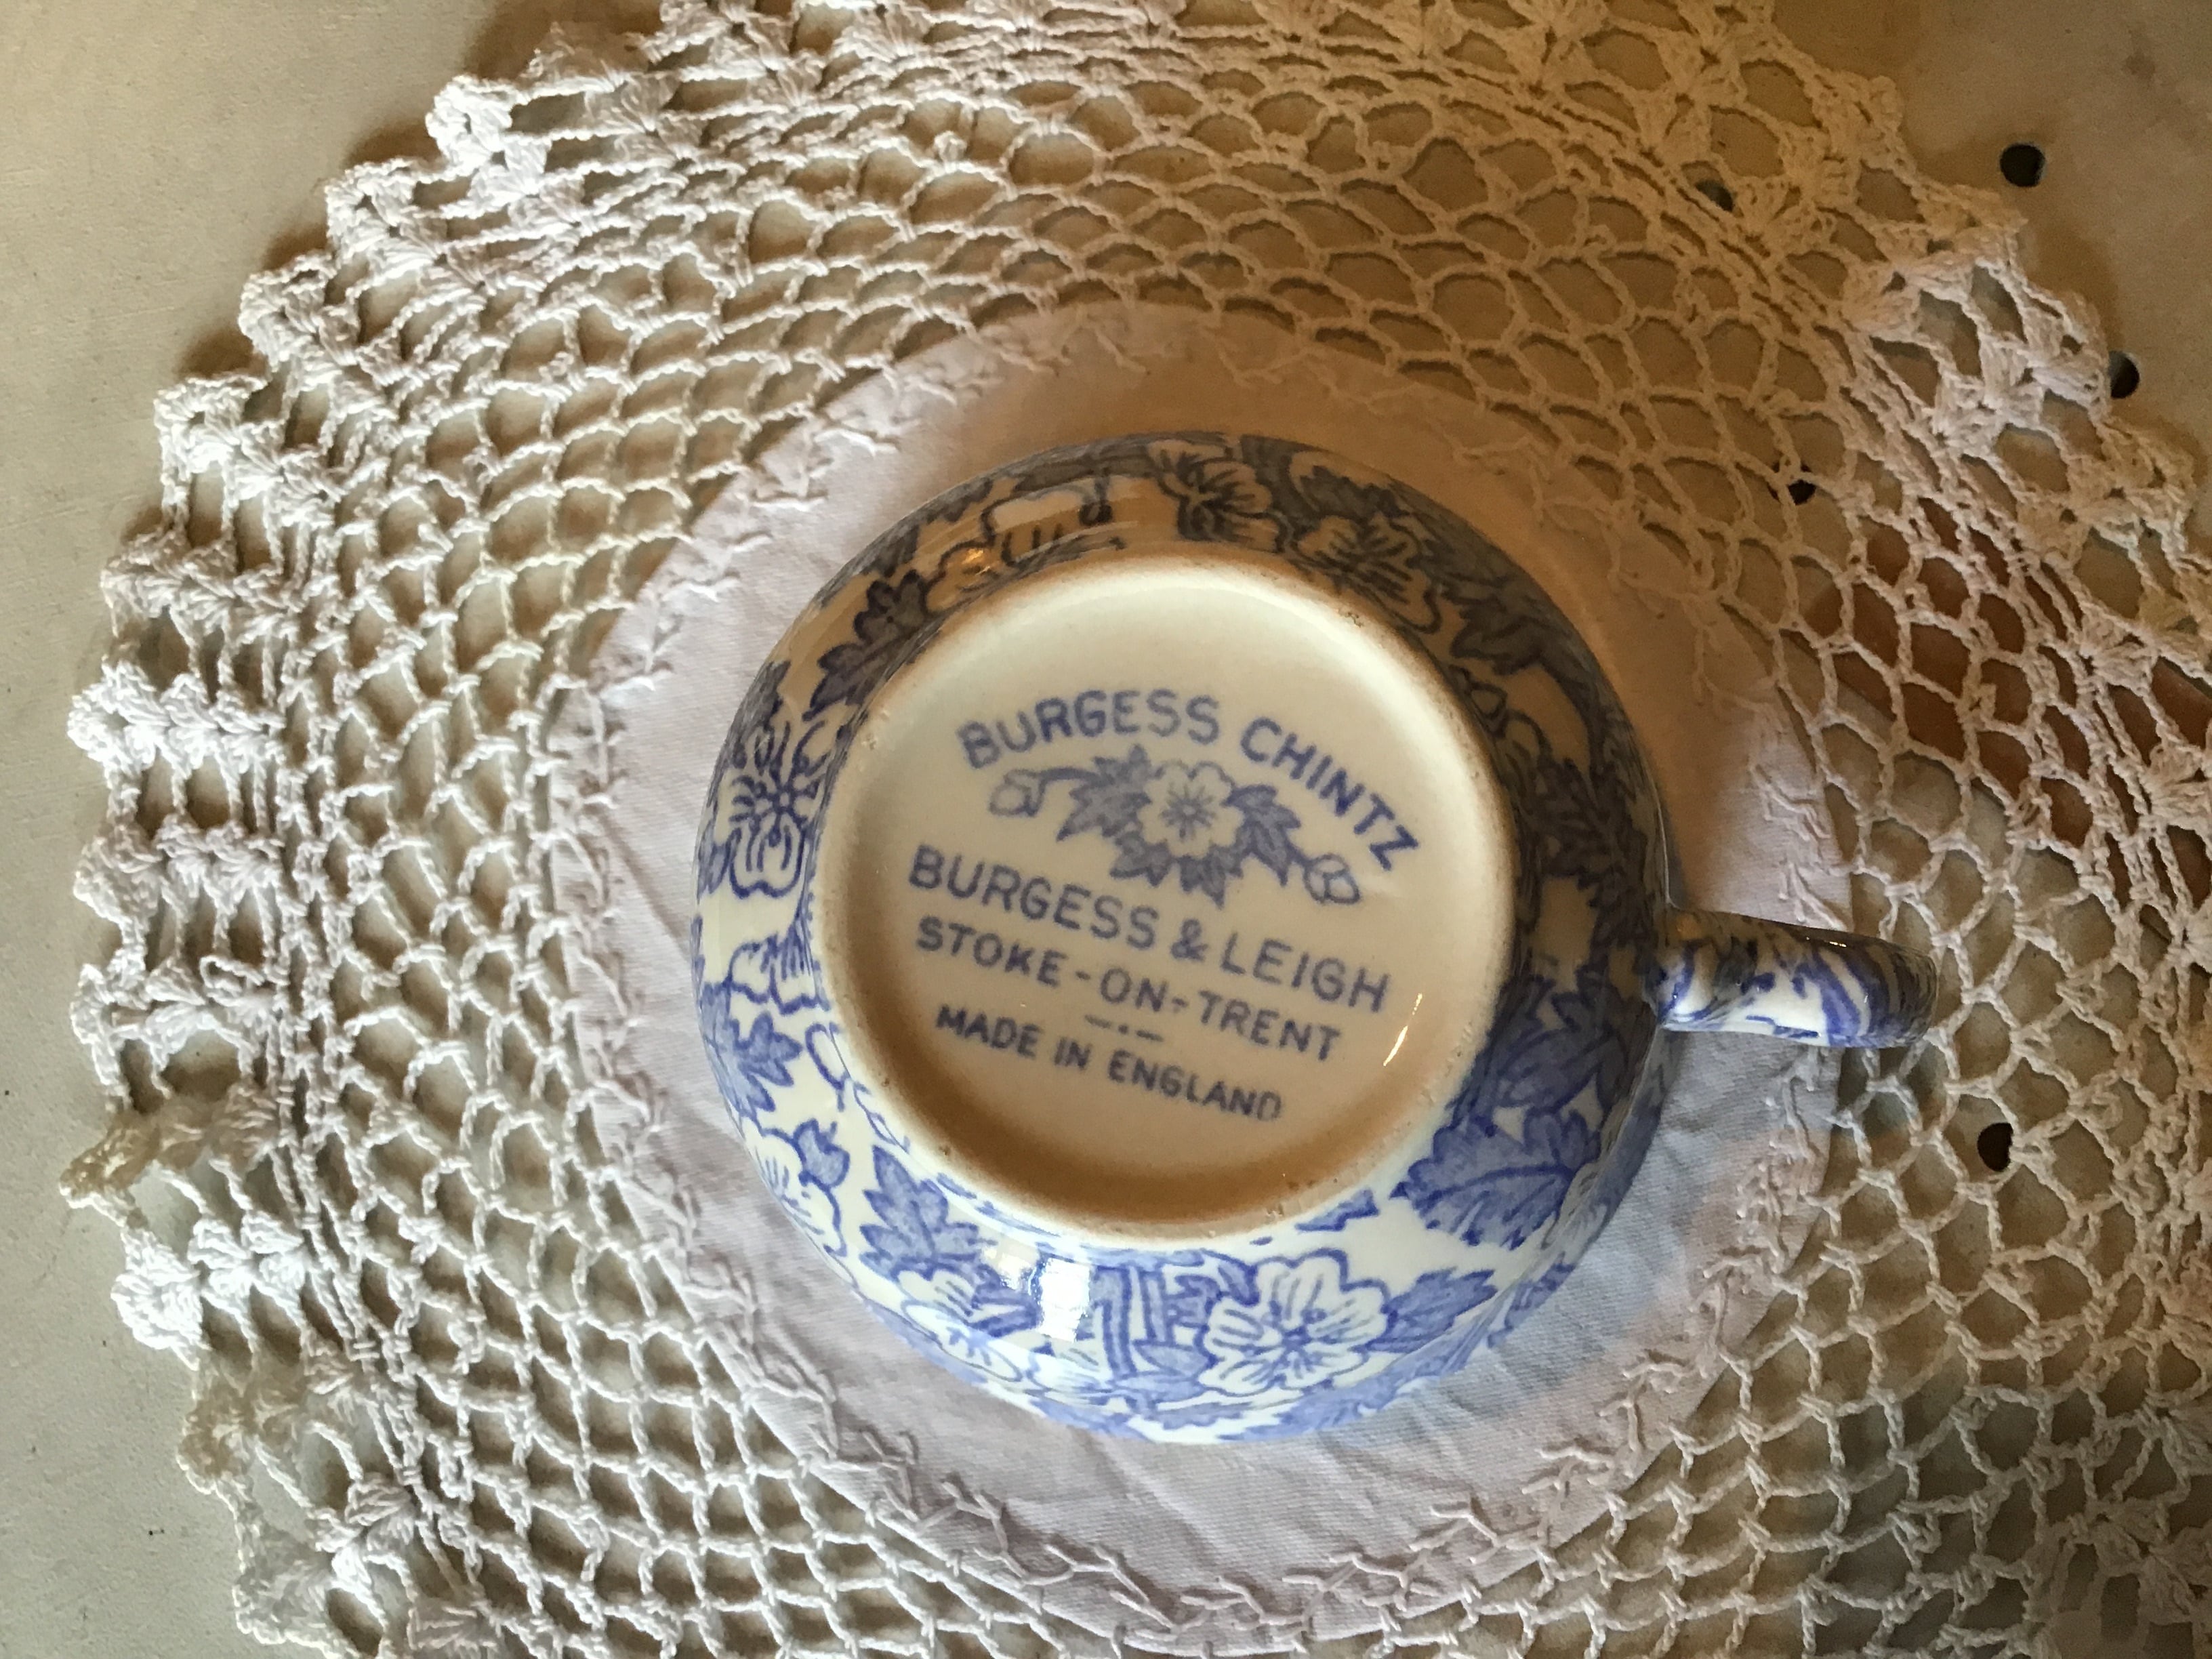 BURGESS CHINTZ
BURGESS & LEIGH
STOKE-ON-TRENT
MADE IN ENGLAND